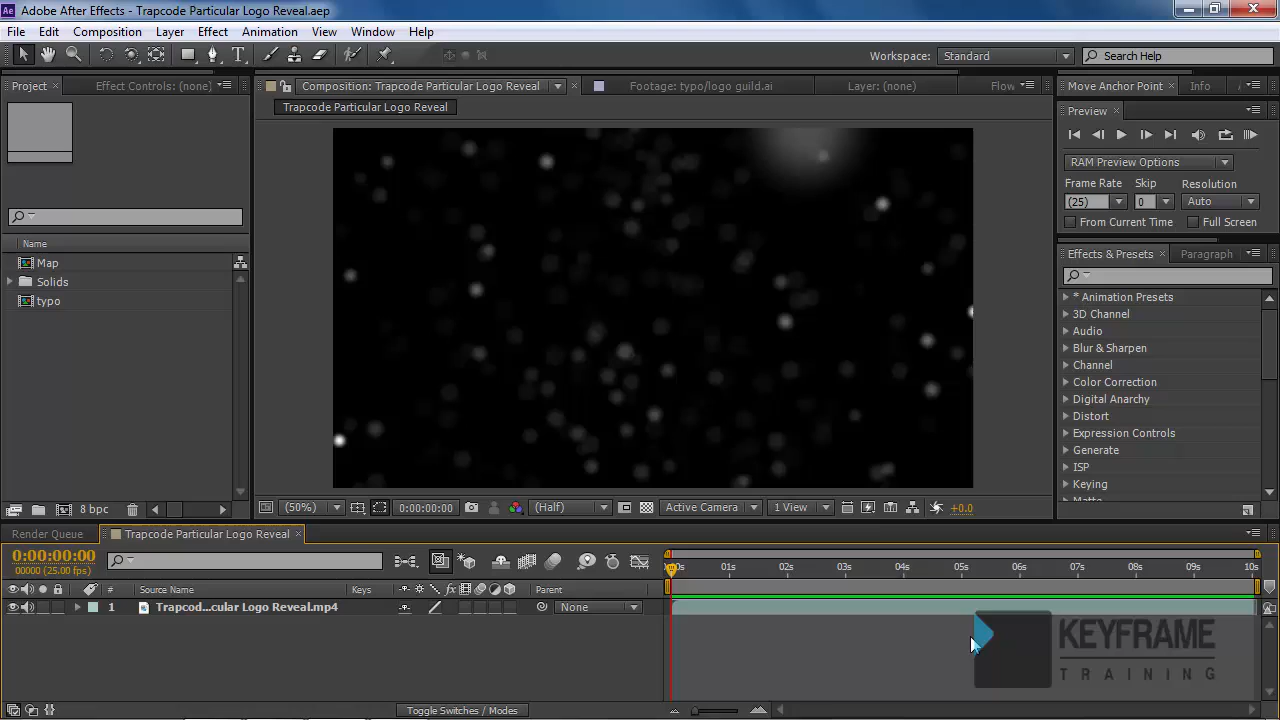 Ae Adobe After Effects - Trapcode Particular Logo Reveal.aep
File Edit Composition Layer Effect Animation View Window Help
Workspace: Standard Search Help
Project Effect Controls: (none) Composition: Trapcode Particular Logo Reveal Footage: typo/logo guild.ai Layer: (none) Flow Move Anchor Point Info
Trapcode Particular Logo Reveal
Preview
RAM Preview Options
Frame Rate Skip Resolution
(25) 0 Auto
From Current Time Full Screen
Name
Map
Solids
typo
Effects & Presets Paragraph
* Animation Presets
3D Channel
Audio
Blur & Sharpen
Channel
Color Correction
Digital Anarchy
Distort
Expression Controls
Generate
ISP
Keying
Matte
8 bpc (50%) 0:00:00:00 (Half) Active Camera 1 View +0.0
Render Queue Trapcode Particular Logo Reveal
0:00:00:00
00000 (25.00 fps)
00s 01s 02s 03s 04s 05s 06s 07s 08s 09s 10s
# Source Name Keys fx Parent
1 Trapcod...cular Logo Reveal.mp4 None
KEYFRAME
TRAINING
Toggle Switches / Modes